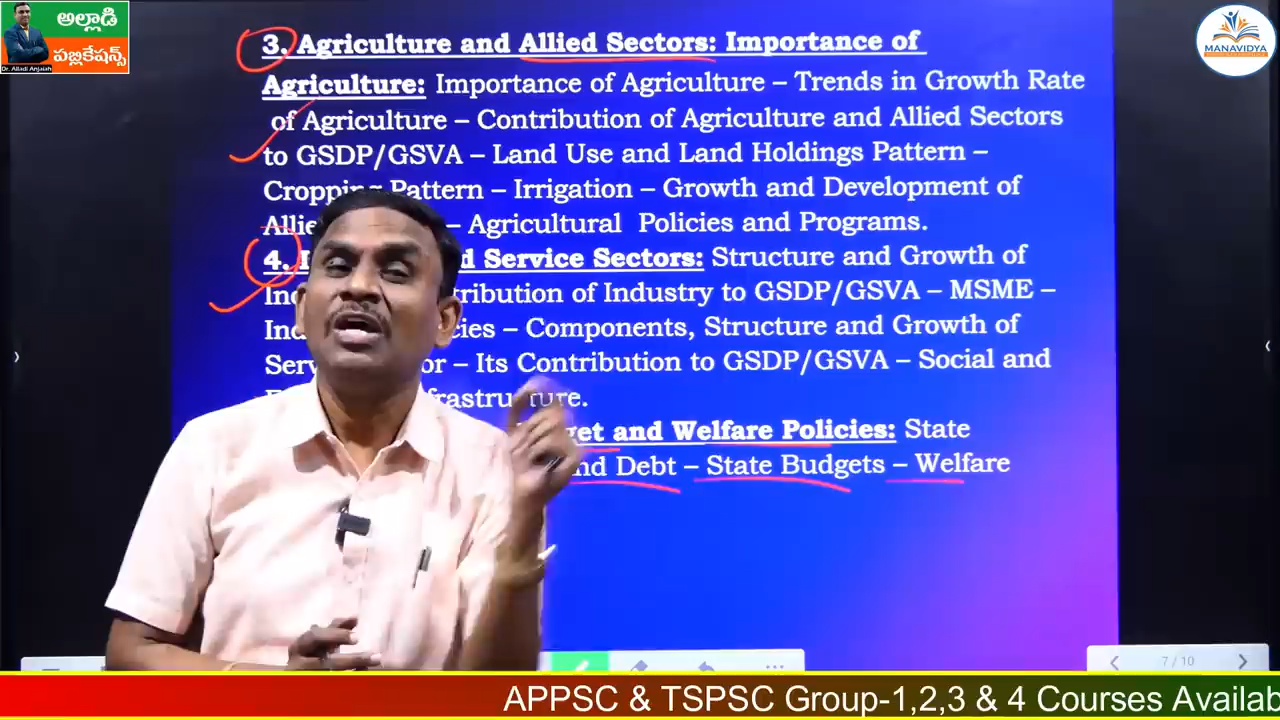 అల్లాడి
పబ్లికేషన్స్
Dr. Alladi Anjaiah
MANAVIDYA
3. Agriculture and Allied Sectors: Importance of
Agriculture: Importance of Agriculture – Trends in Growth Rate
of Agriculture – Contribution of Agriculture and Allied Sectors
to GSDP/GSVA – Land Use and Land Holdings Pattern –
Cropping Pattern – Irrigation – Growth and Development of
– Agricultural Policies and Programs.
4. Service Sectors: Structure and Growth of
of Industry to GSDP/GSVA – MSME –
– Components, Structure and Growth of
– Its Contribution to GSDP/GSVA – Social and
and Welfare Policies: State
Debt – State Budgets – Welfare
7 / 10
APPSC & TSPSC Group-1,2,3 & 4 Courses Availab